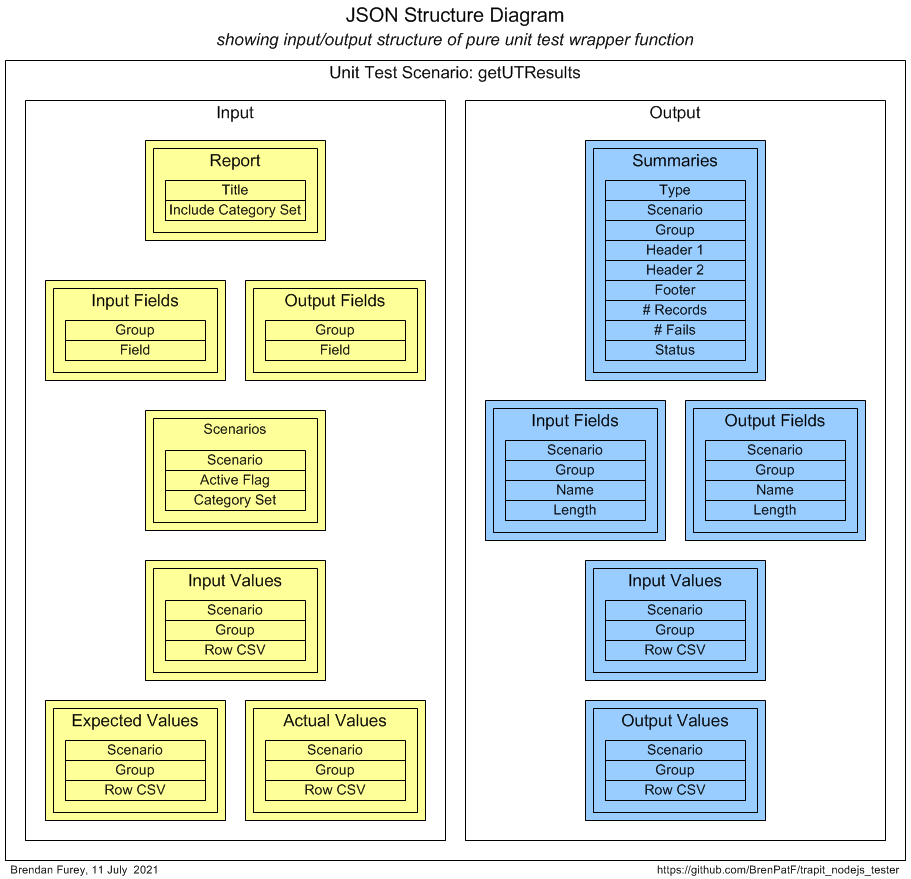 JSON Structure Diagram
showing input/output structure of pure unit test wrapper function
Unit Test Scenario: getUTResults
Input
Report
Title
Include Category Set
Input Fields
Group
Field
Output Fields
Group
Field
Scenarios
Scenario
Active Flag
Category Set
Input Values
Scenario
Group
Row CSV
Expected Values
Scenario
Group
Row CSV
Actual Values
Scenario
Group
Row CSV
Output
Summaries
Type
Scenario
Group
Header 1
Header 2
Footer
# Records
# Fails
Status
Input Fields
Scenario
Group
Name
Length
Output Fields
Scenario
Group
Name
Length
Input Values
Scenario
Group
Row CSV
Output Values
Scenario
Group
Row CSV
Brendan Furey, 11 July 2021
https://github.com/BrenPatF/trapit_nodejs_tester